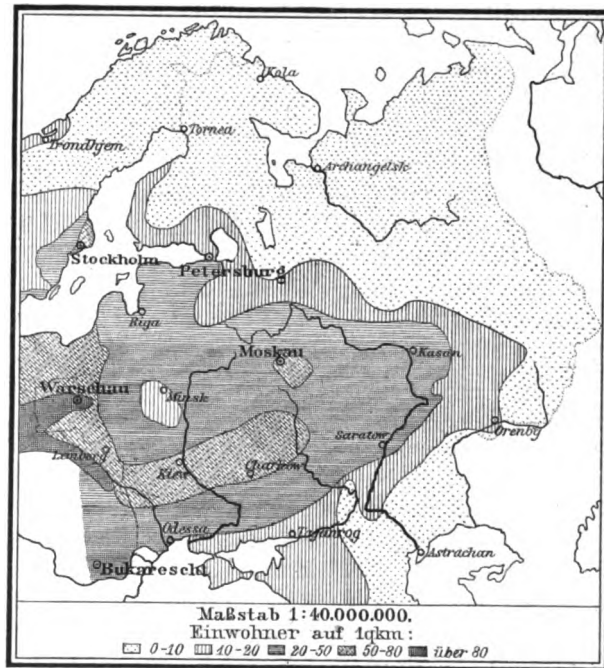 Kola
Tornea
Trondhjem
Archangelsk
Stockholm
Petersburg
Riga
Moskau
Kasan
Warschau
Minsk
Orenbg
Saratow
Lemberg
Kiew
Charkow
Odessa
Taganrog
Astrachan
Bukarescht
Maßstab 1:40.000.000.
Einwohner auf 1qkm:
0-10 10-20 20-50 50-80 über 80